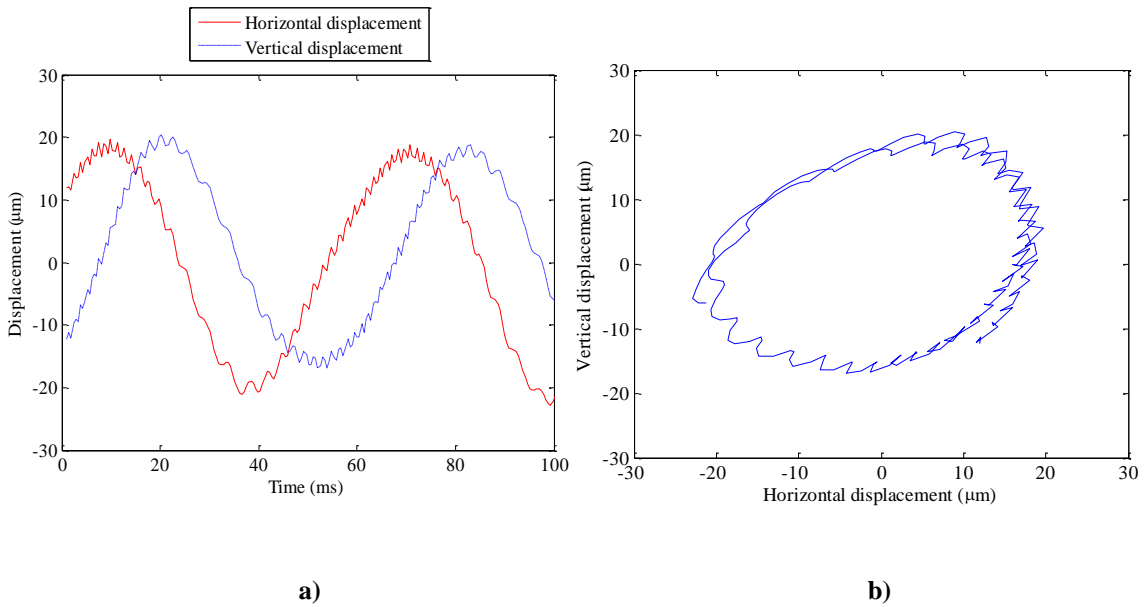 Horizontal displacement
Vertical displacement
30
20
10
0
-10
-20
-30
Displacement (μm)
0 20 40 60 80 100
Time (ms)
30
20
10
0
-10
-20
-30
Vertical displacement (μm)
-30 -20 -10 0 10 20 30
Horizontal displacement (μm)
a) b)